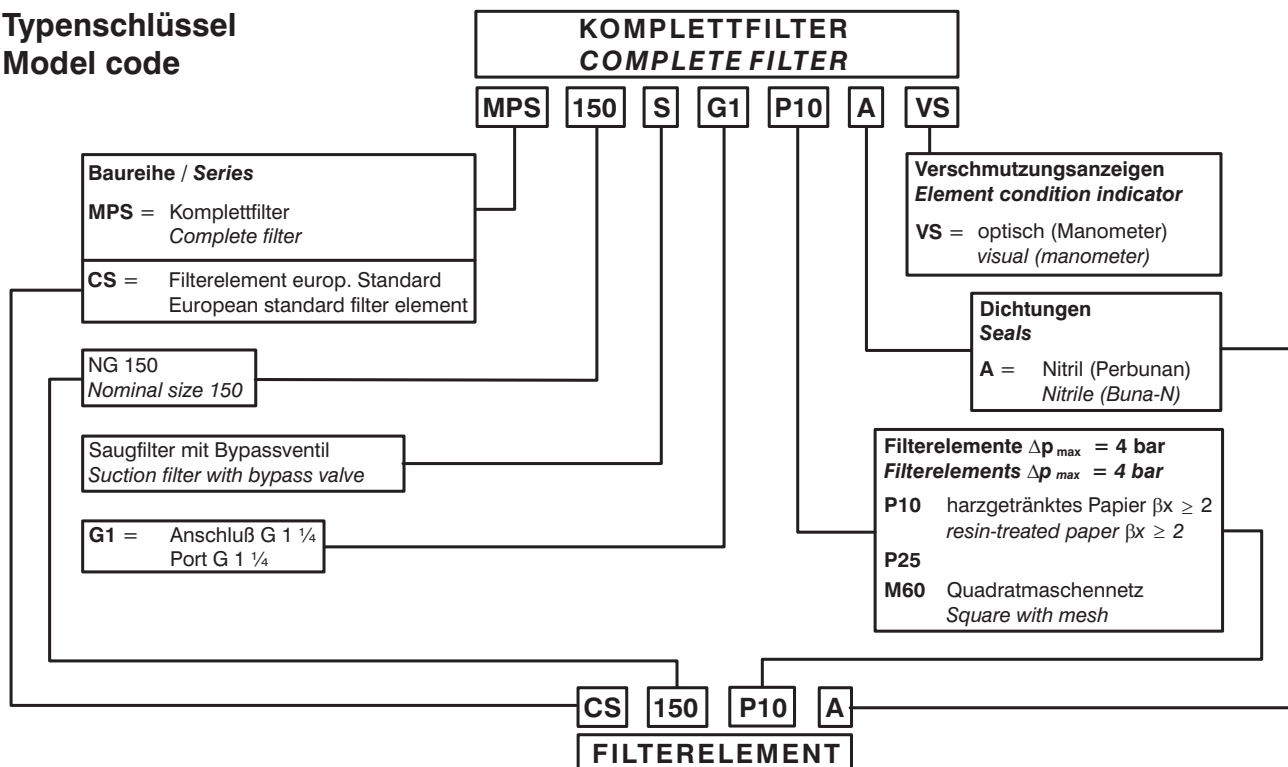 Typenschlüssel
Model code
KOMPLETTFILTER
COMPLETE FILTER
MPS 150 S G1 P10 A VS
Baureihe / Series
MPS = Komplettfilter
Complete filter
CS = Filterelement europ. Standard
European standard filter element
NG 150
Nominal size 150
Saugfilter mit Bypassventil
Suction filter with bypass valve
G1 = Anschluß G 1 ¼
Port G 1 ¼
Verschmutzungsanzeigen
Element condition indicator
VS = optisch (Manometer)
visual (manometer)
Dichtungen
Seals
A = Nitril (Perbunan)
Nitrile (Buna-N)
Filterelemente Δp max = 4 bar
Filterelements Δp max = 4 bar
P10 harzgetränktes Papier βx ≥ 2
resin-treated paper βx ≥ 2
P25
M60 Quadratmaschennetz
Square with mesh
CS 150 P10 A
FILTERELEMENT